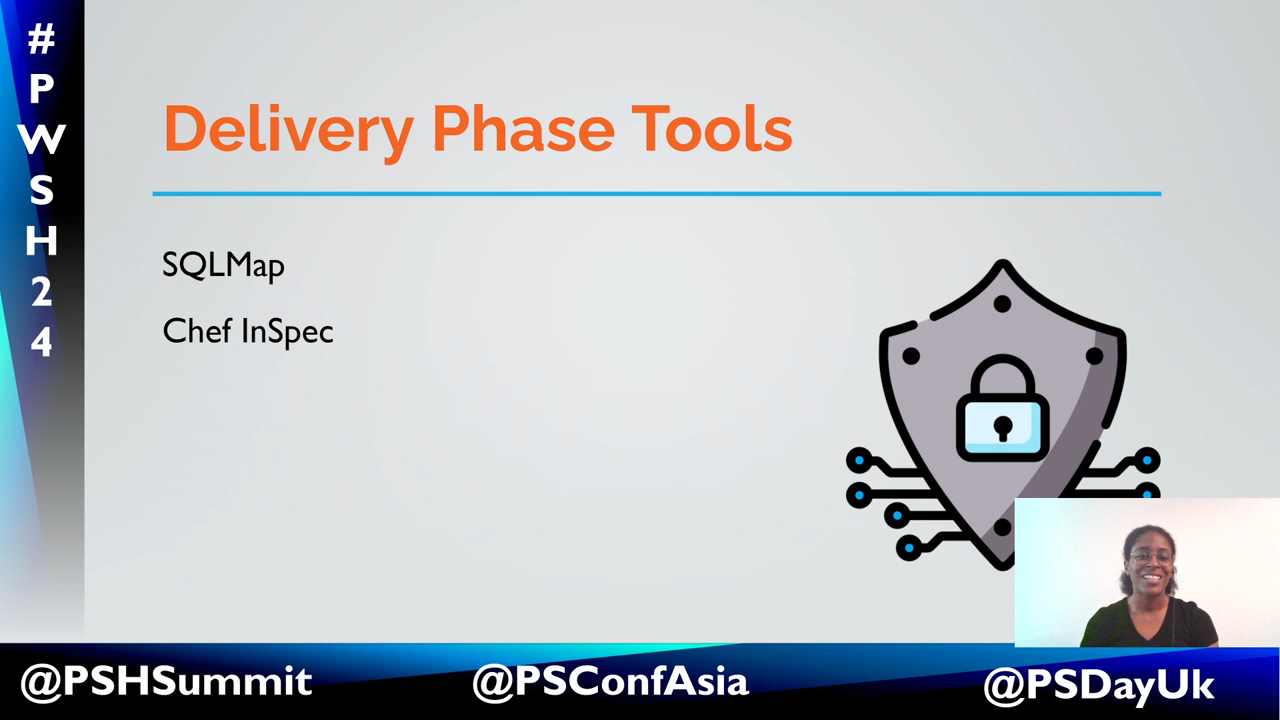 #
P
W
S
H
2
4
Delivery Phase Tools
SQLMap
Chef InSpec
@PSHSummit
@PSConfAsia
@PSDayUk